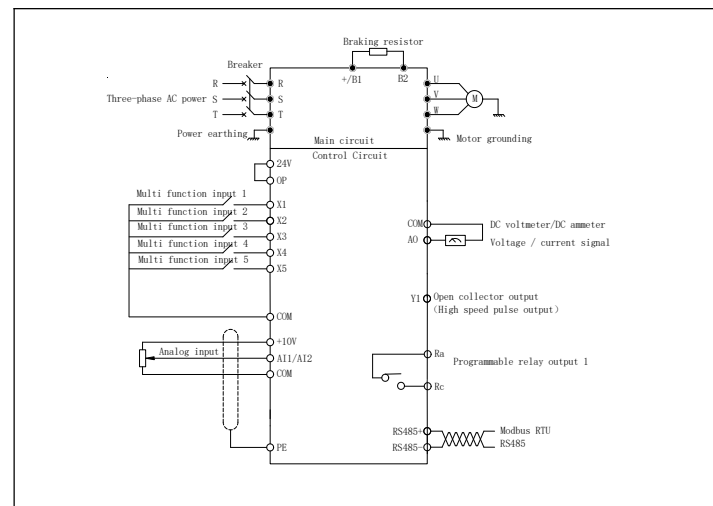 Braking resistor
Breaker
+/B1
B2
R
R
U
Three-phase AC power
S
S
V
M
T
T
W
Power earthing
Motor grounding
Main circuit
Control Circuit
24V
OP
Multi function input 1
X1
Multi function input 2
X2
Multi function input 3
X3
Multi function input 4
X4
Multi function input 5
X5
COM
DC voltmeter/DC ammeter
AO
Voltage / current signal
COM
Y1
Open collector output
(High speed pulse output)
+10V
Analog input
AI1/AI2
COM
Ra
Programmable relay output 1
Rc
RS485+
Modbus RTU
RS485-
RS485
PE